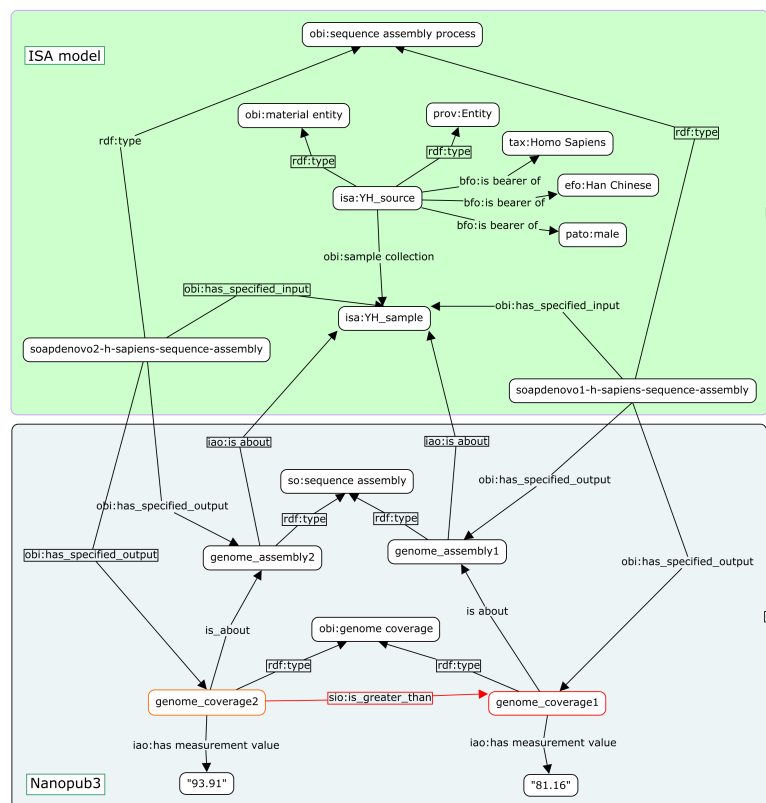 obi:sequence assembly process
ISA model
obi:material entity
prov:Entity
rdf:type
rdf:type
tax:Homo Sapiens
rdf:type
rdf:type
bfo:is bearer of
efo:Han Chinese
isa:YH_source
bfo:is bearer of
bfo:is bearer of
pato:male
obi:sample collection
obi:has_specified_input
obi:has_specified_input
isa:YH_sample
soapdenovo2-h-sapiens-sequence-assembly
soapdenovo1-h-sapiens-sequence-assembly
iao:is about
iao:is about
so:sequence assembly
obi:has_specified_output
obi:has_specified_output
rdf:type
rdf:type
obi:has_specified_output
genome_assembly2
genome_assembly1
obi:has_specified_output
is_about
is about
obi:genome coverage
rdf:type
rdf:type
genome_coverage2
sio:is_greater_than
genome_coverage1
iao:has measurement value
iao:has measurement value
Nanopub3
"93.91"
"81.16"